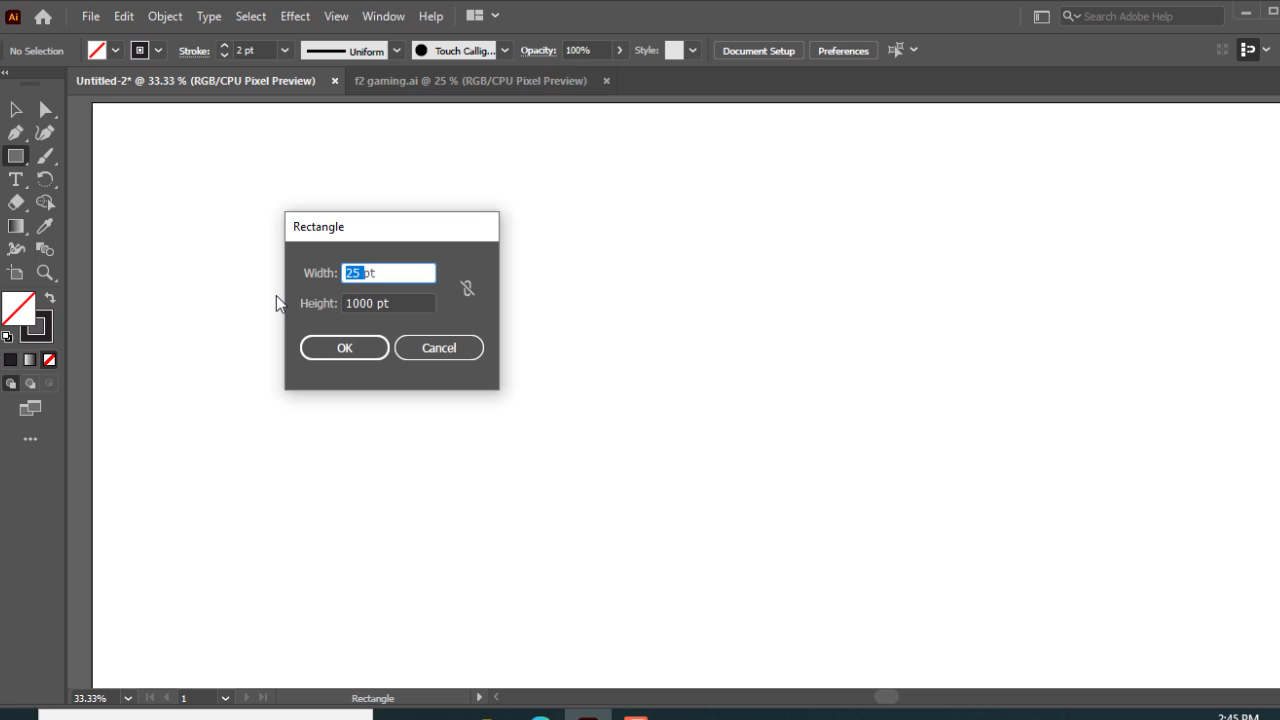 Ai File Edit Object Type Select Effect View Window Help Search Adobe Help
No Selection Stroke: 2 pt Uniform Touch Callig... Opacity: 100% Style: Document Setup Preferences
Untitled-2* @ 33.33 % (RGB/CPU Pixel Preview) × f2 gaming.ai @ 25 % (RGB/CPU Pixel Preview) ×
Rectangle
Width: 25 pt
Height: 1000 pt
OK Cancel
33.33% 1 Rectangle
2:45 PM